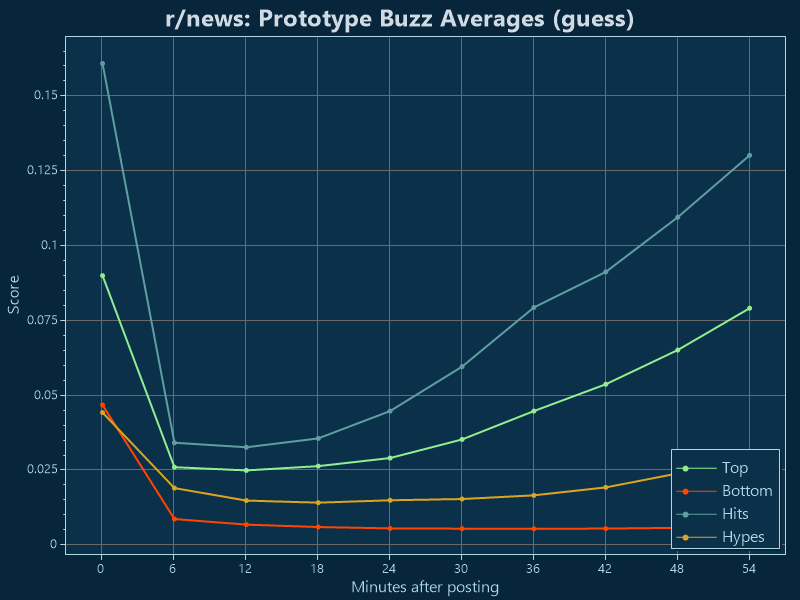 r/news: Prototype Buzz Averages (guess)
0.15
0.125
0.1
0.075
0.05
0.025
0
Score
0 6 12 18 24 30 36 42 48 54
Minutes after posting
Top
Bottom
Hits
Hypes